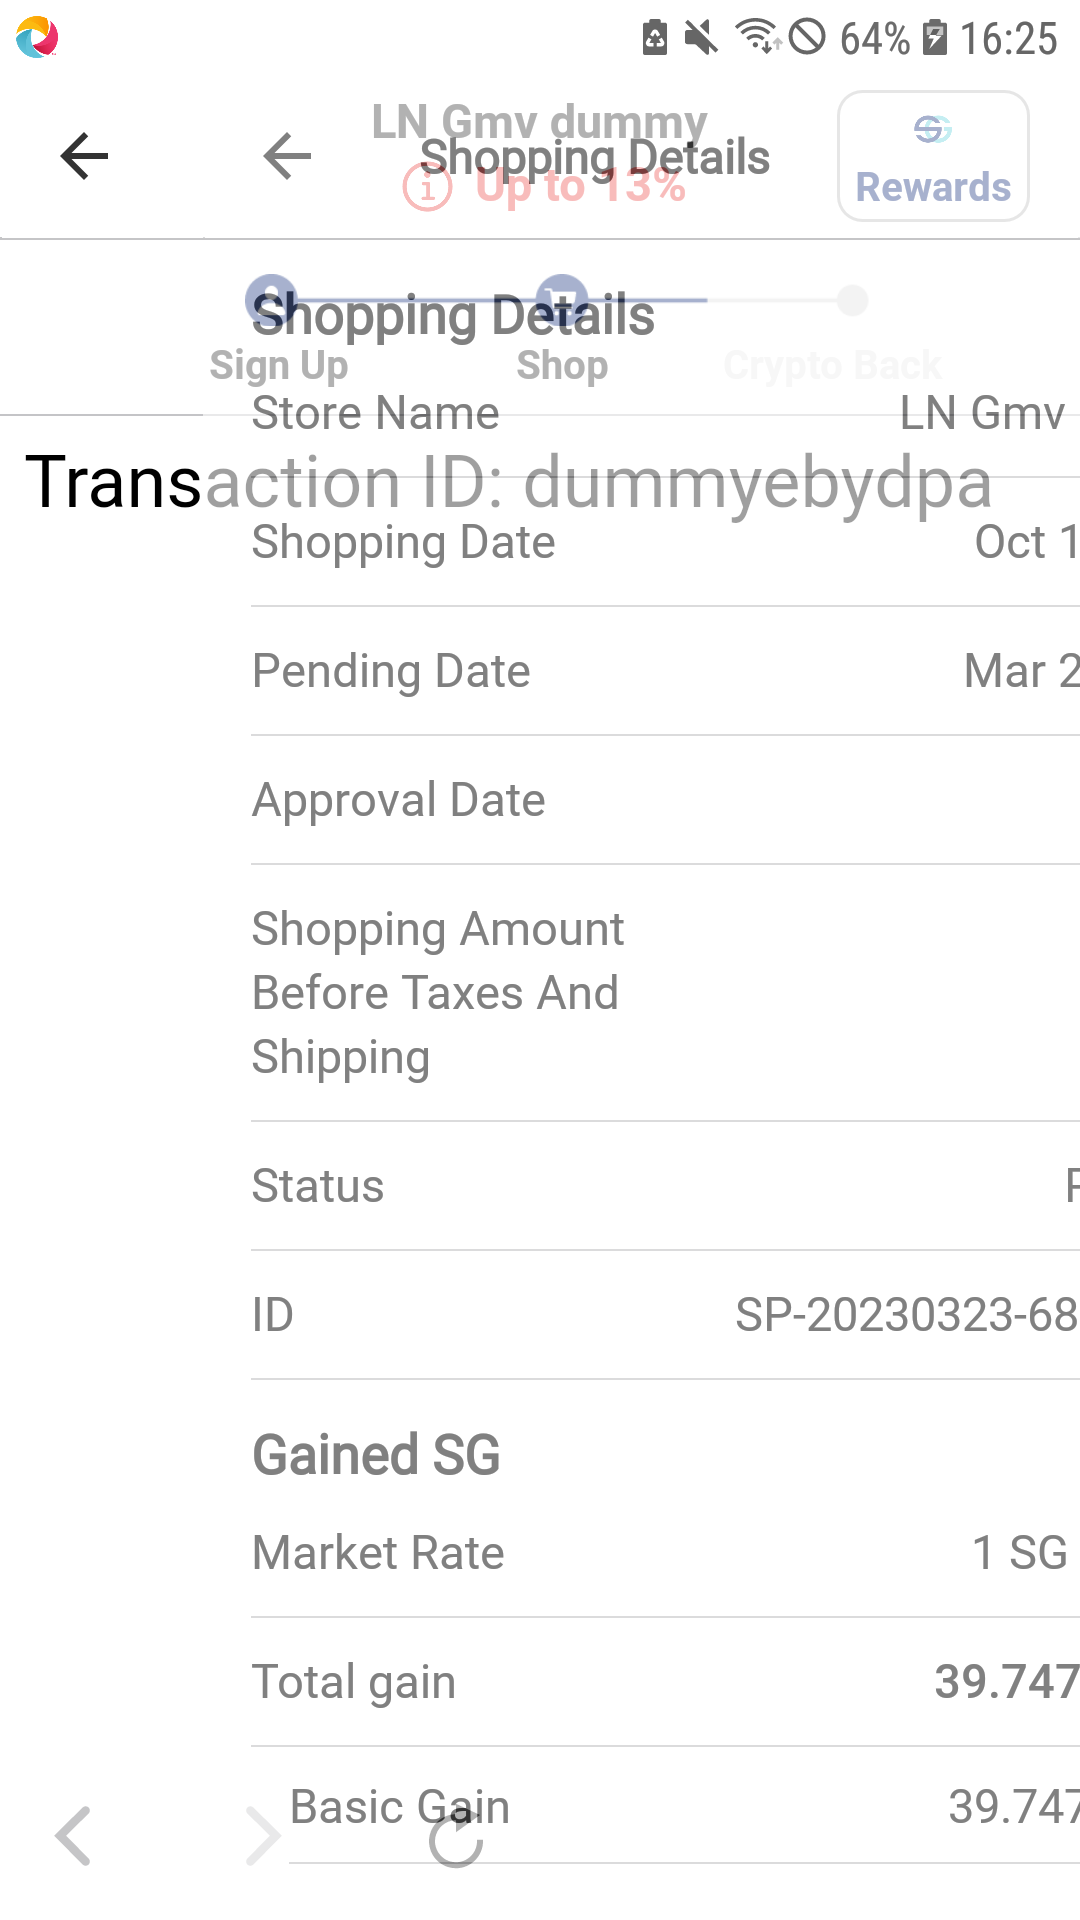 64% 16:25
LN Gmv dummy
Shopping Details
Up to 13%
Rewards
Shopping Details
Sign Up Shop Crypto Back
Store Name LN Gmv
Transaction ID: dummyebydpa
Shopping Date Oct 1
Pending Date Mar 2
Approval Date
Shopping Amount
Before Taxes And
Shipping
Status
ID SP-20230323-68
Gained SG
Market Rate 1 SG
Total gain 39.747
Basic Gain 39.747